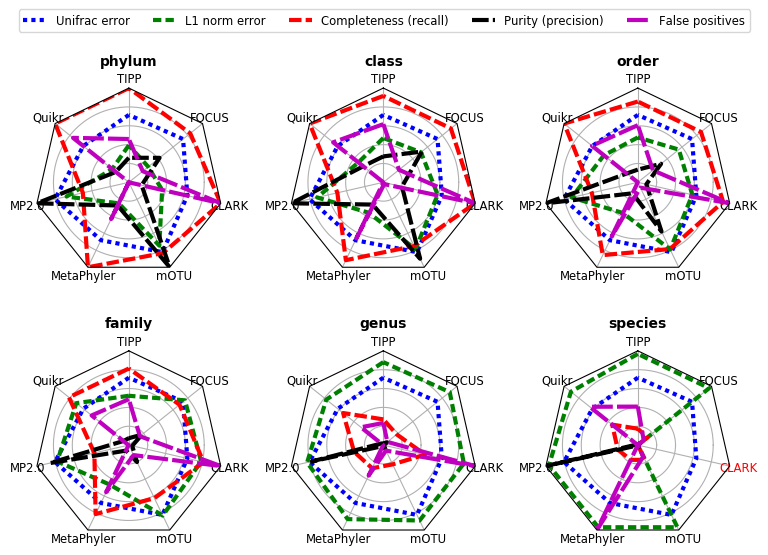 Unifrac error L1 norm error Completeness (recall) Purity (precision) False positives
phylum class order
TIPP TIPP TIPP
Quikr FOCUS Quikr FOCUS Quikr FOCUS
MP2.0 CLARK MP2.0 CLARK MP2.0 CLARK
MetaPhyler mOTU MetaPhyler mOTU MetaPhyler mOTU
family genus species
TIPP TIPP TIPP
Quikr FOCUS Quikr FOCUS Quikr FOCUS
MP2.0 CLARK MP2.0 CLARK MP2.0 CLARK
MetaPhyler mOTU MetaPhyler mOTU MetaPhyler mOTU